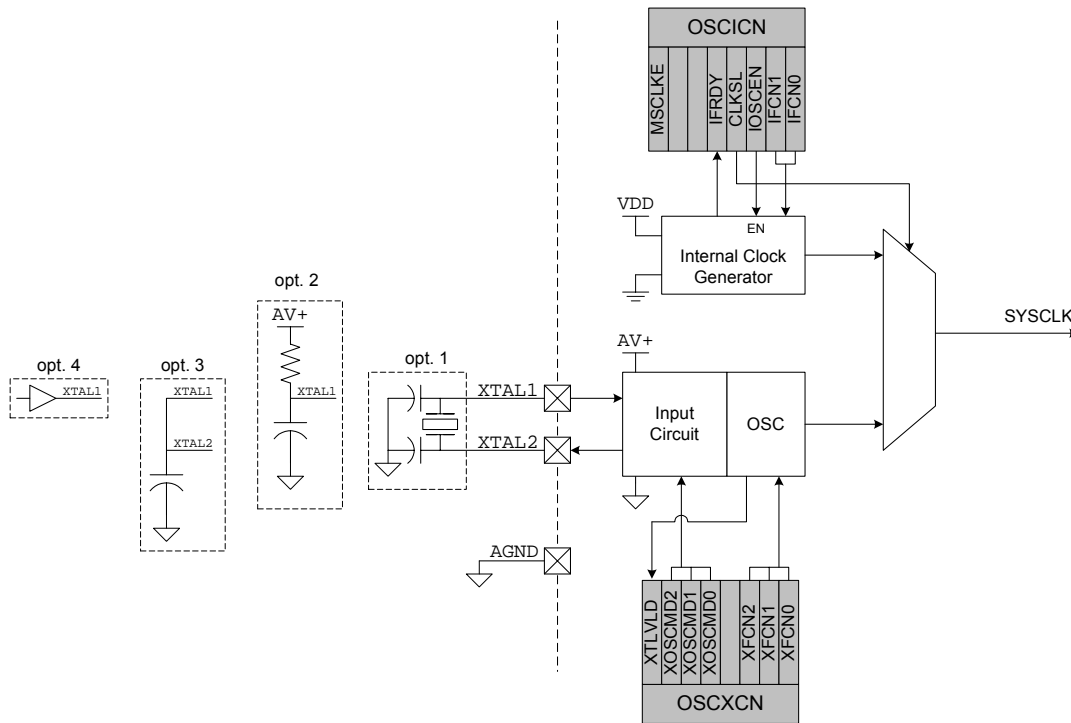 OSCICN
MSCLKE
IFRDY
CLKSL
IOSCEN
IFCN1
IFCN0
VDD
EN
Internal Clock
Generator
SYSCLK
opt. 2
AV+
XTAL1
opt. 4
XTAL1
opt. 3
XTAL1
XTAL2
opt. 1
XTAL1
XTAL2
AV+
Input
Circuit
OSC
AGND
XTLVLD
XOSCMD2
XOSCMD1
XOSCMD0
XFCN2
XFCN1
XFCN0
OSCXCN